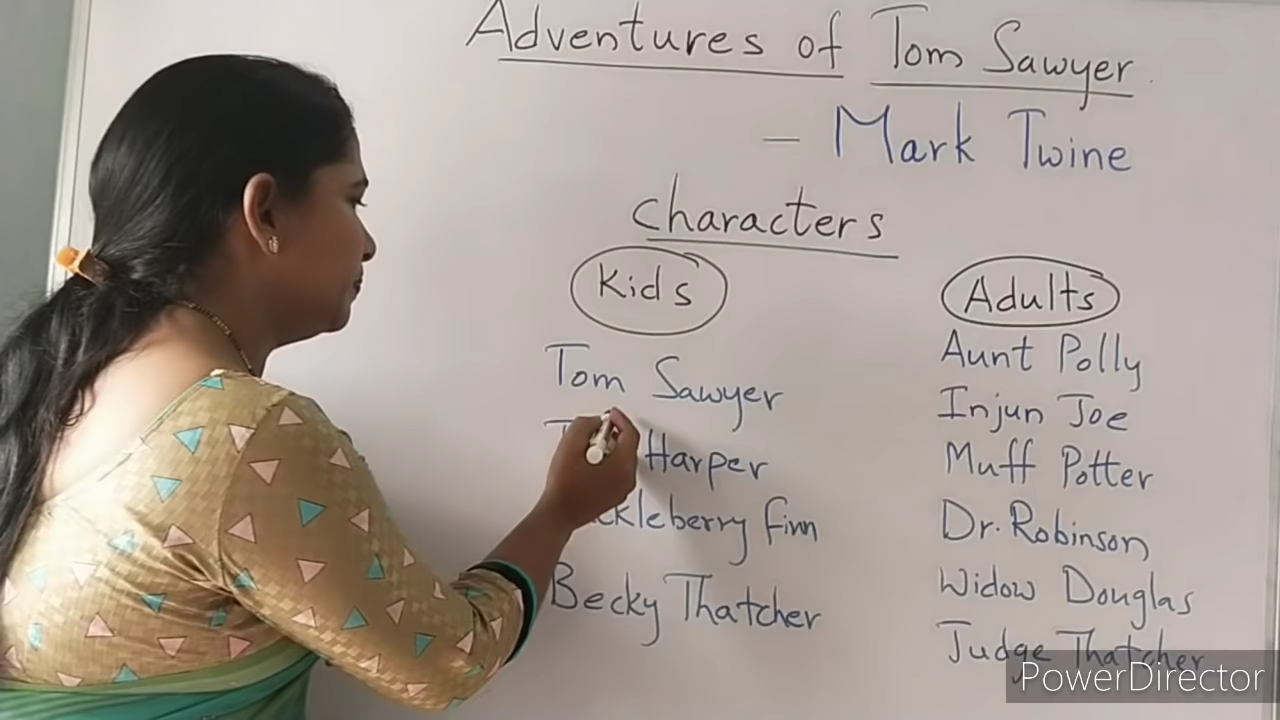 Adventures of Tom Sawyer
- Mark Twine
Characters
Kids
Tom Sawyer
Harper
Finn
Becky Thatcher
Adults
Aunt Polly
Injun Joe
Muff Potter
Dr. Robinson
Widow Douglas
Judge Thatcher
PowerDirector